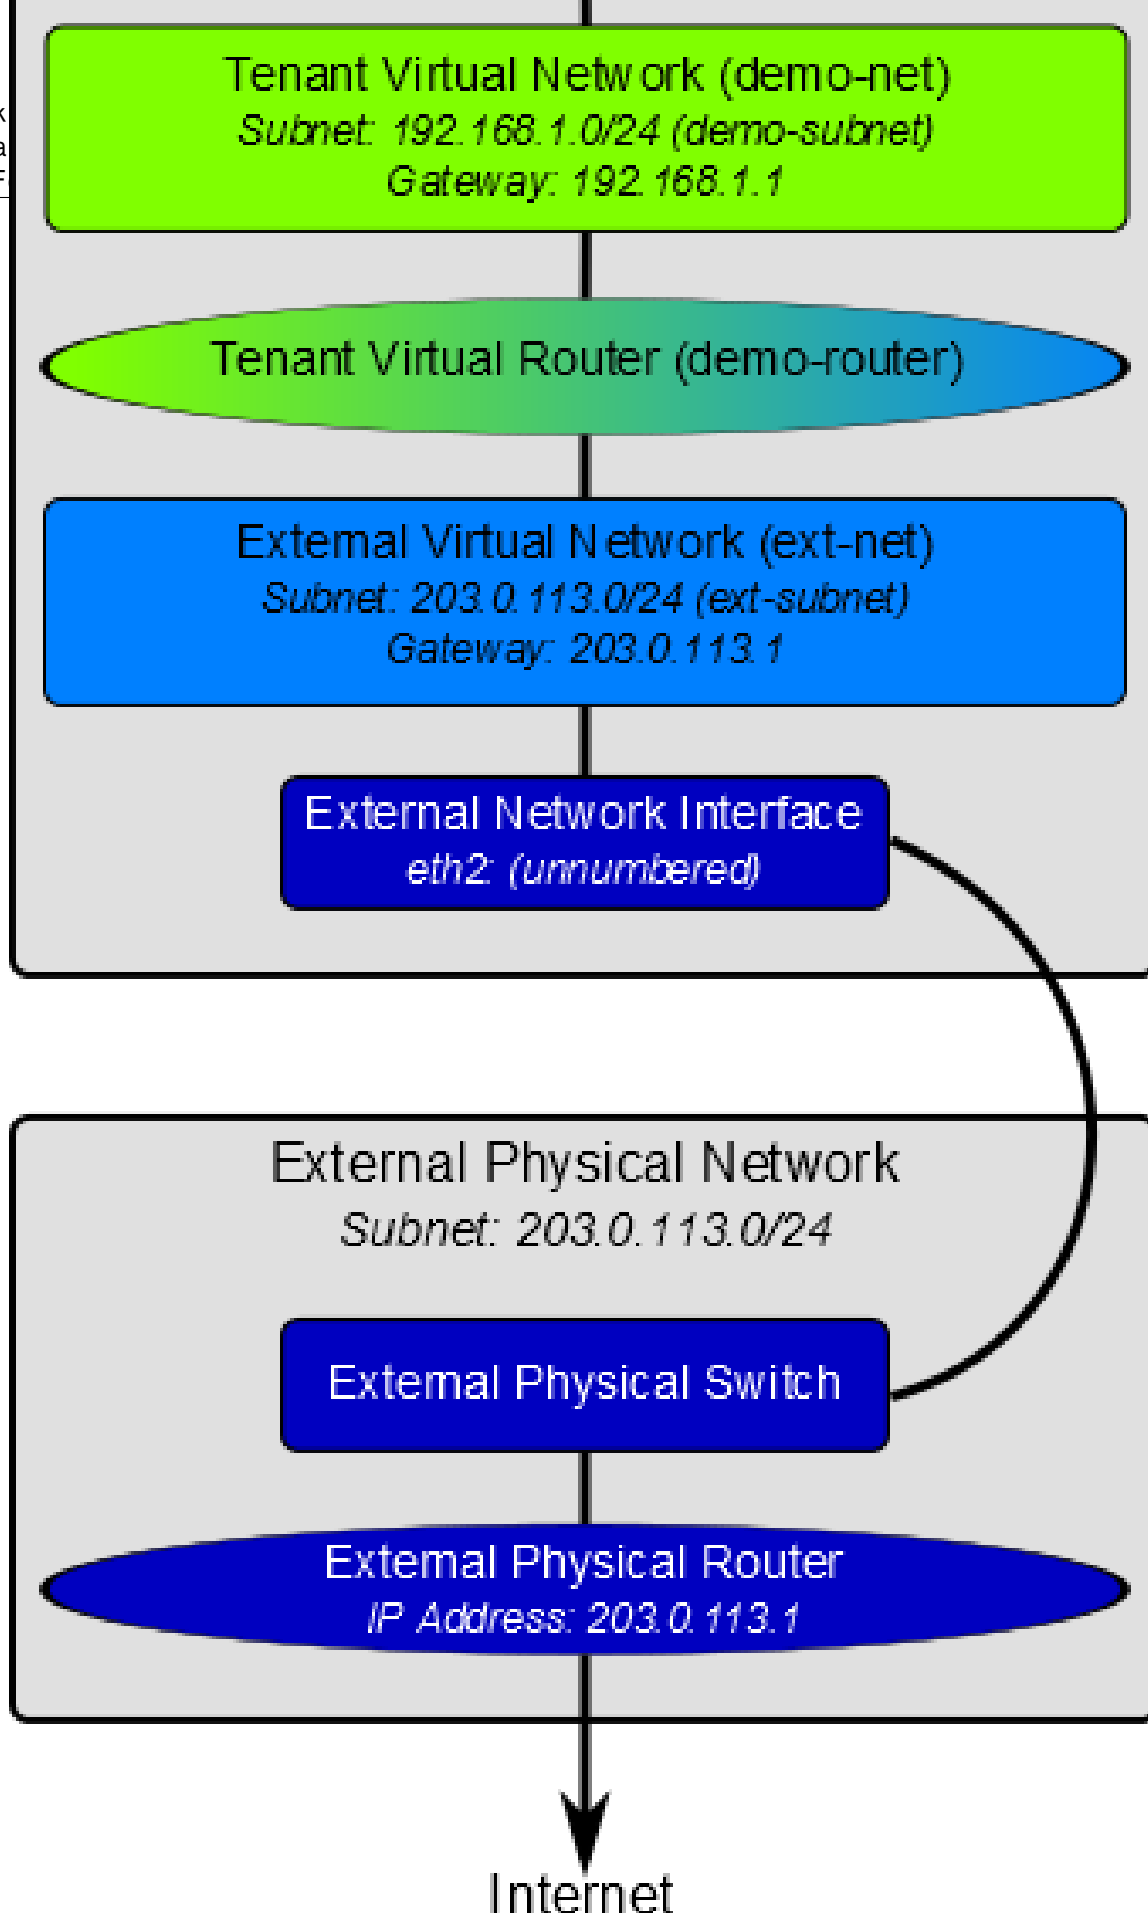 Tenant Virtual Network (demo-net)
Subnet: 192.168.1.0/24 (demo-subnet)
Gateway: 192.168.1.1
Tenant Virtual Router (demo-router)
External Virtual Network (ext-net)
Subnet: 203.0.113.0/24 (ext-subnet)
Gateway: 203.0.113.1
External Network Interface
eth2: (unnumbered)
External Physical Network
Subnet: 203.0.113.0/24
External Physical Switch
External Physical Router
IP Address: 203.0.113.1
Internet